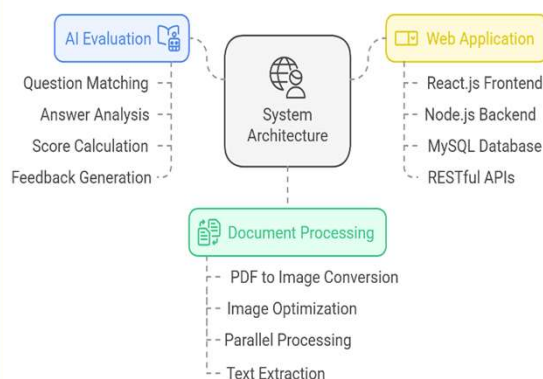 AI Evaluation
Question Matching
Answer Analysis
Score Calculation
Feedback Generation
System
Architecture
Web Application
React.js Frontend
Node.js Backend
MySQL Database
RESTful APIs
Document Processing
PDF to Image Conversion
Image Optimization
Parallel Processing
Text Extraction